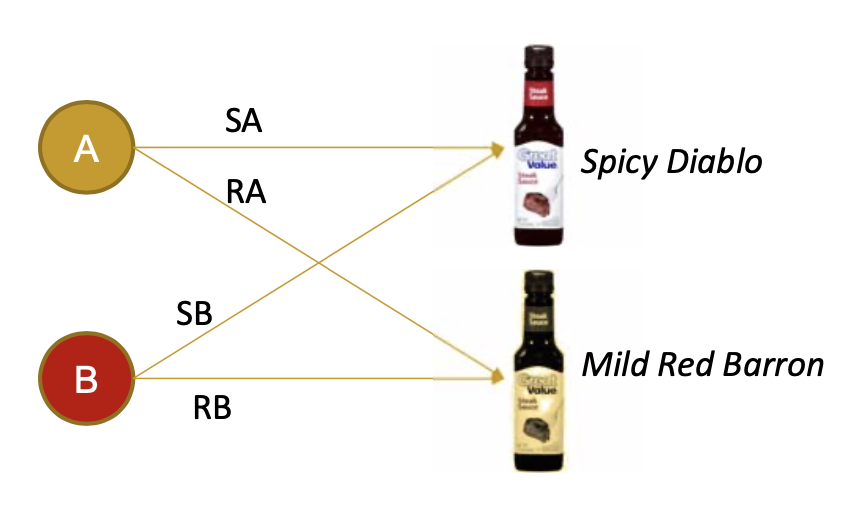 A
SA
RA
SB
B
RB
Steak
Sauce
Great
Value
Steak
Sauce
Spicy Diablo
Steak
Sauce
Great
Value
Steak
Sauce
Mild Red Barron